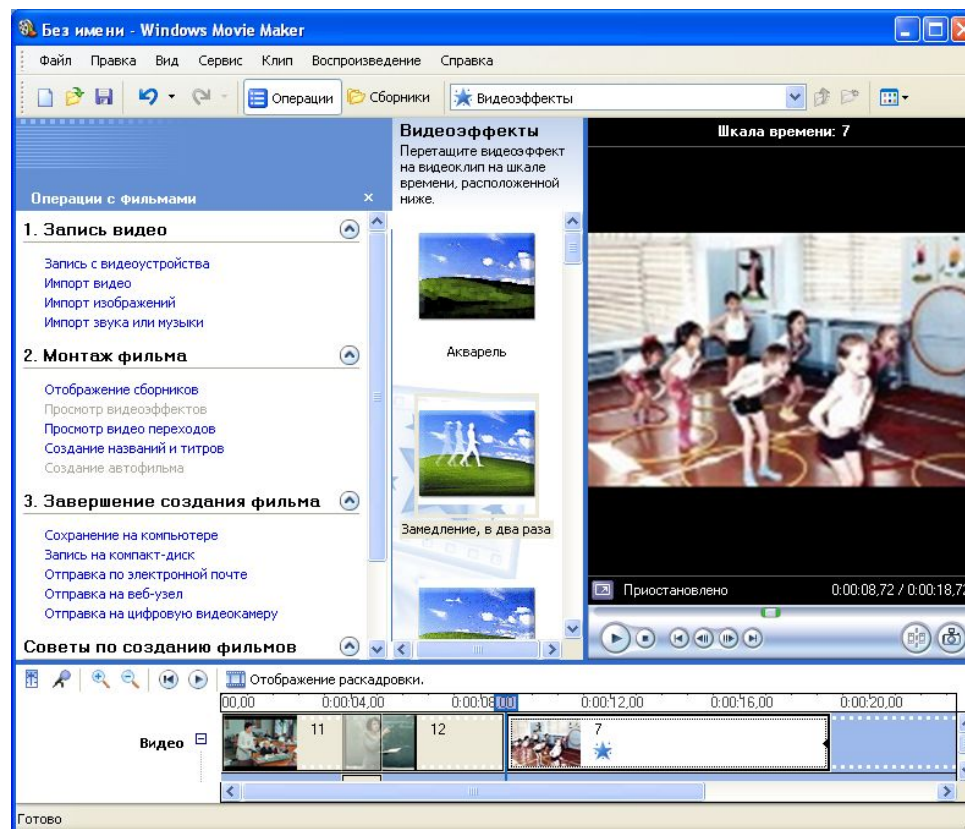 Без имени - Windows Movie Maker
Файл Правка Вид Сервис Клип Воспроизведение Справка
Операции Сборники Видеоэффекты
Операции с фильмами
1. Запись видео
Запись с видеоустройства
Импорт видео
Импорт изображений
Импорт звука или музыки
2. Монтаж фильма
Отображение сборников
Просмотр видеоэффектов
Просмотр видео переходов
Создание названий и титров
Создание автофильма
3. Завершение создания фильма
Сохранение на компьютере
Запись на компакт-диск
Отправка по электронной почте
Отправка на веб-узел
Отправка на цифровую видеокамеру
Советы по созданию фильмов
Видеоэффекты
Перетащите видеоэффект
на видеоклип на шкале
времени, расположенной
ниже.
Акварель
Замедление, в два раза
Шкала времени: 7
Приостановлено 0:00:08,72 / 0:00:18,72
Отображение раскадровки.
00,00 0:00:04,00 0:00:08,00 0:00:12,00 0:00:16,00 0:00:20,00
Видео 11 12 7
Готово